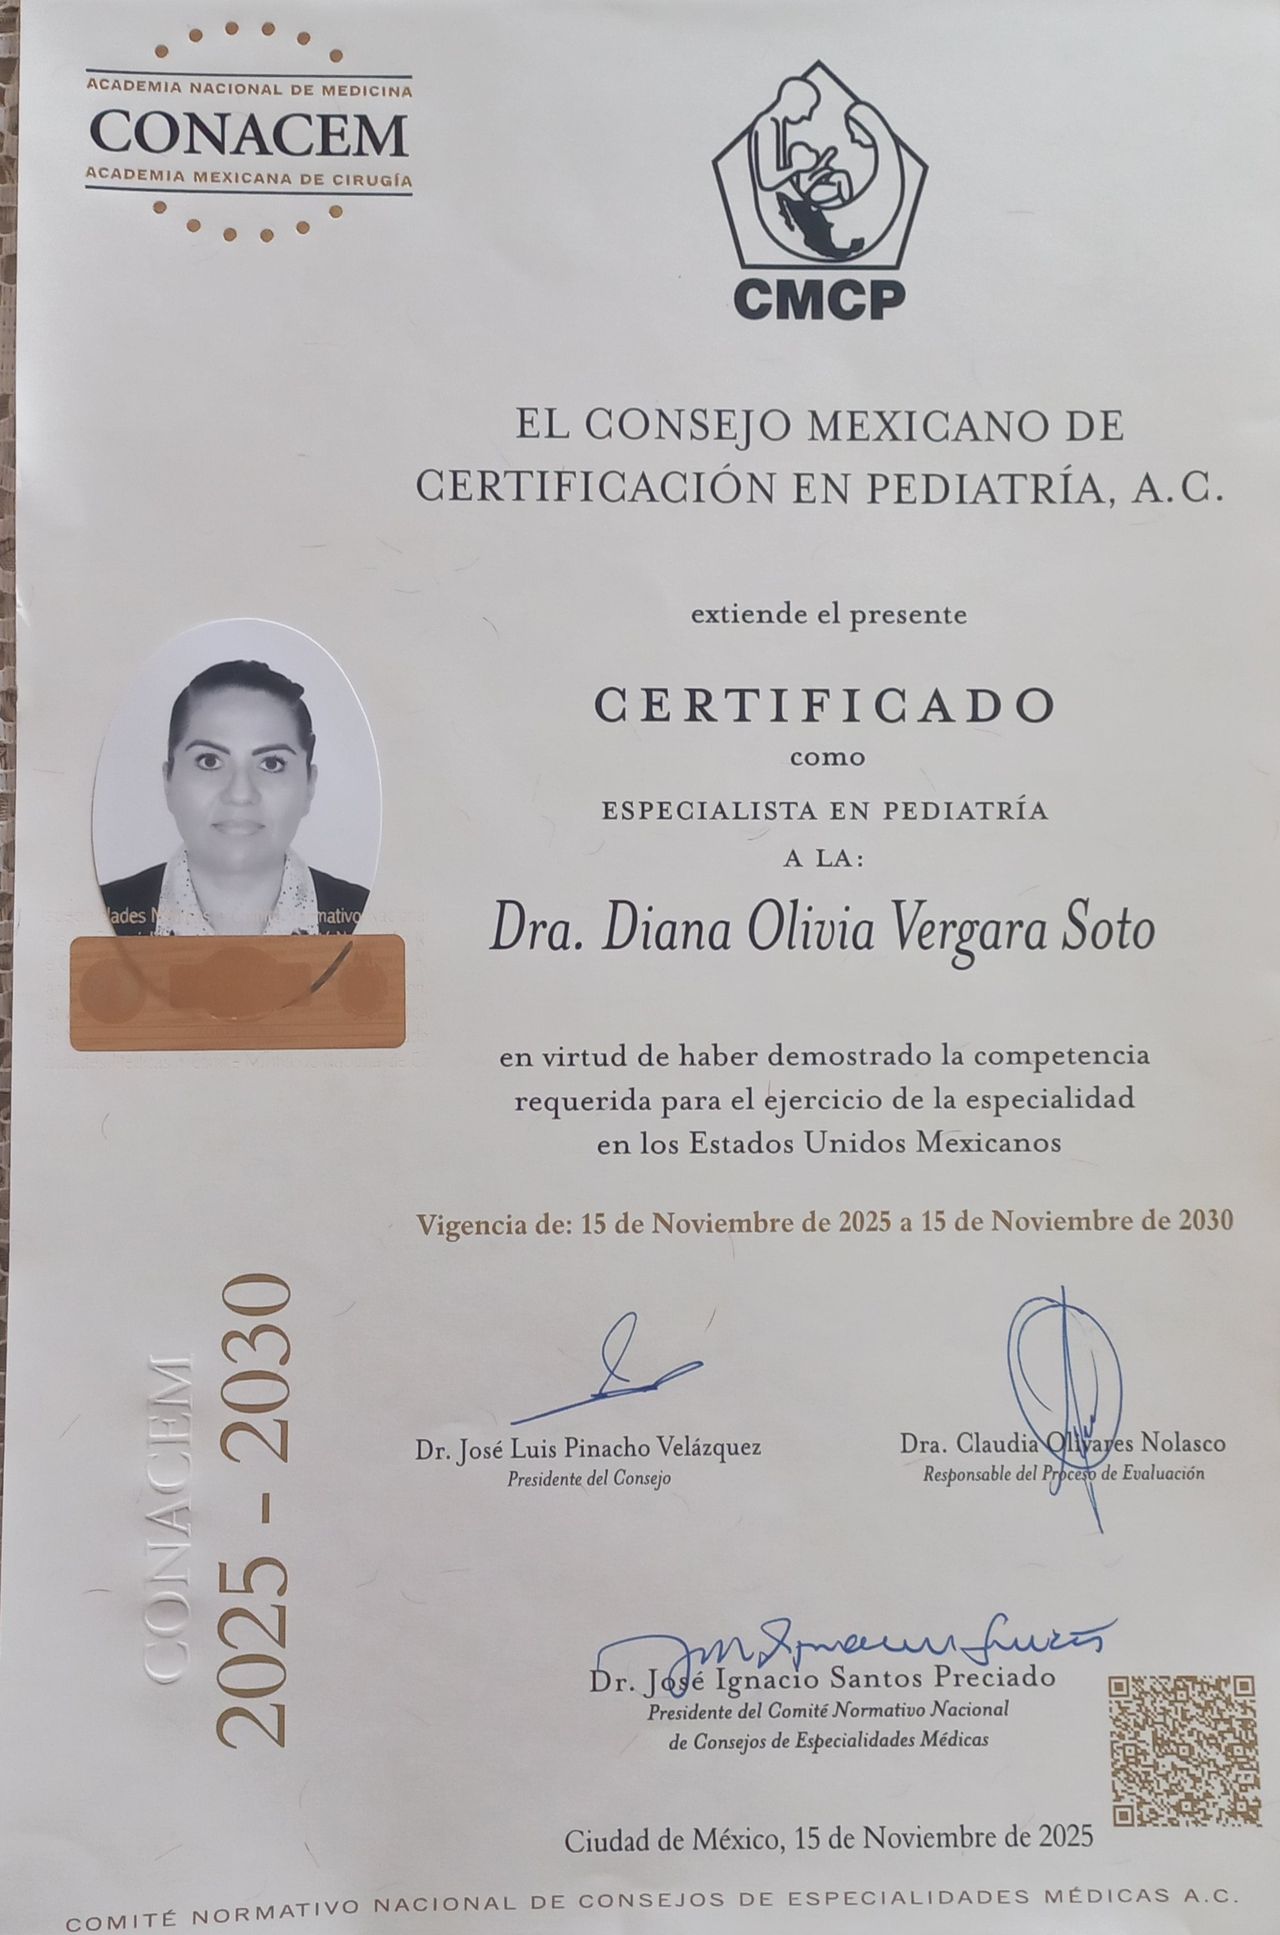 ACADEMIA NACIONAL DE MEDICINA
CONACEM
ACADEMIA MEXICANA DE CIRUGÍA
CMCP
EL CONSEJO MEXICANO DE
CERTIFICACIÓN EN PEDIATRÍA, A.C.
extiende el presente
CERTIFICADO
como
ESPECIALISTA EN PEDIATRÍA
A LA:
Dra. Diana Olivia Vergara Soto
en virtud de haber demostrado la competencia
requerida para el ejercicio de la especialidad
en los Estados Unidos Mexicanos
Vigencia de: 15 de Noviembre de 2025 a 15 de Noviembre de 2030
CONACEM
2025 - 2030
Dr. José Luis Pinacho Velázquez
Presidente del Consejo
Dra. Claudia Olivares Nolasco
Responsable del Proceso de Evaluación
Dr. José Ignacio Santos Preciado
Presidente del Comité Normativo Nacional
de Consejos de Especialidades Médicas
Ciudad de México, 15 de Noviembre de 2025
COMITÉ NORMATIVO NACIONAL DE CONSEJOS DE ESPECIALIDADES MÉDICAS A.C.